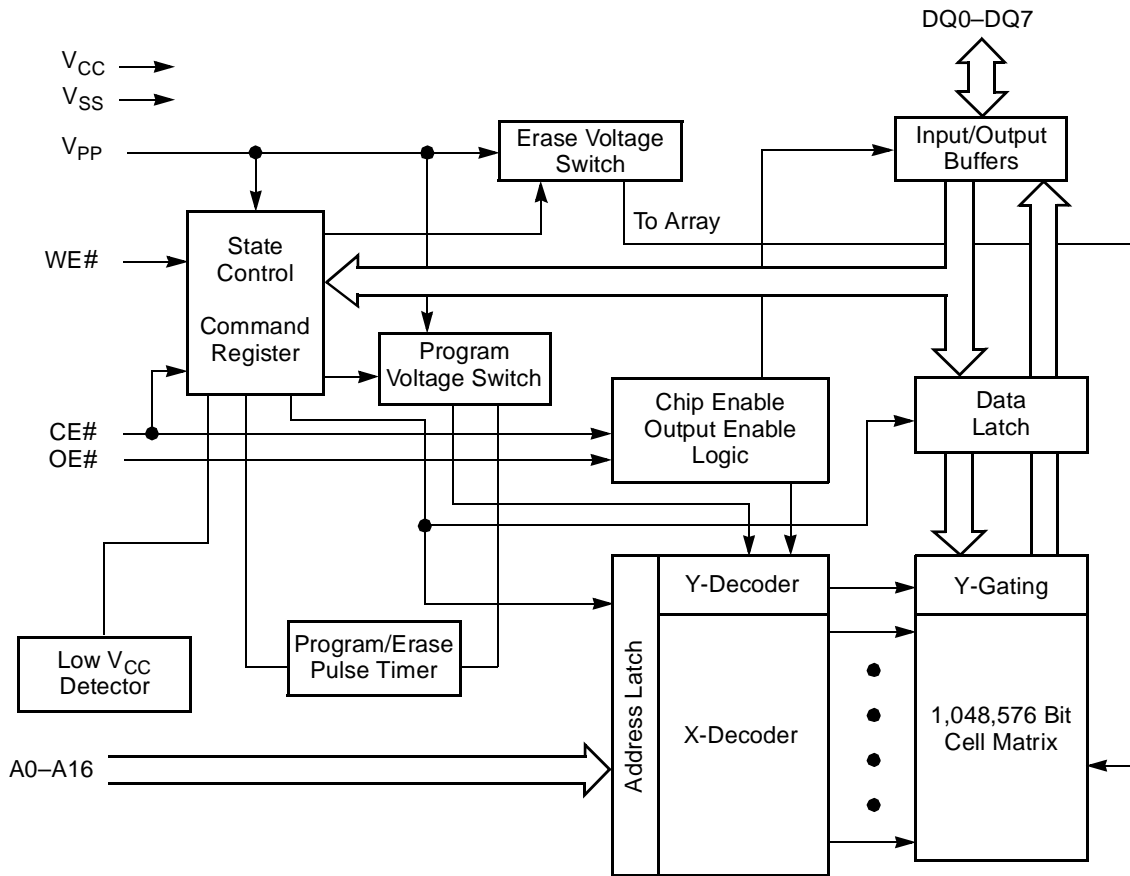 DQ0–DQ7
VCC
VSS
VPP
Erase Voltage
Switch
Input/Output
Buffers
To Array
WE#
State
Control
Command
Register
Program
Voltage Switch
Chip Enable
Output Enable
Logic
Data
Latch
CE#
OE#
Y-Decoder
Y-Gating
Low VCC
Detector
Program/Erase
Pulse Timer
Address Latch
X-Decoder
1,048,576 Bit
Cell Matrix
A0–A16